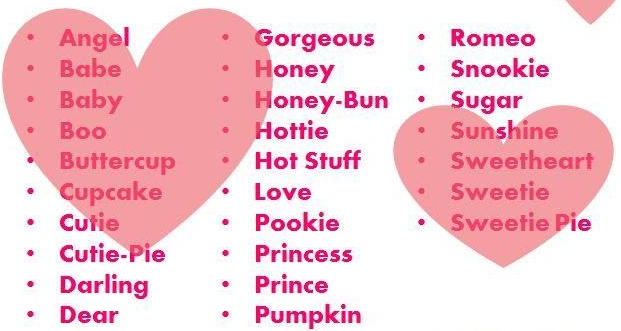 • Angel
• Babe
• Baby
• Boo
• Buttercup
• Cupcake
• Cutie
• Cutie-Pie
• Darling
• Dear
• Gorgeous
• Honey
• Honey-Bun
• Hottie
• Hot Stuff
• Love
• Pookie
• Princess
• Prince
• Pumpkin
• Romeo
• Snookie
• Sugar
• Sunshine
• Sweetheart
• Sweetie
• Sweetie Pie